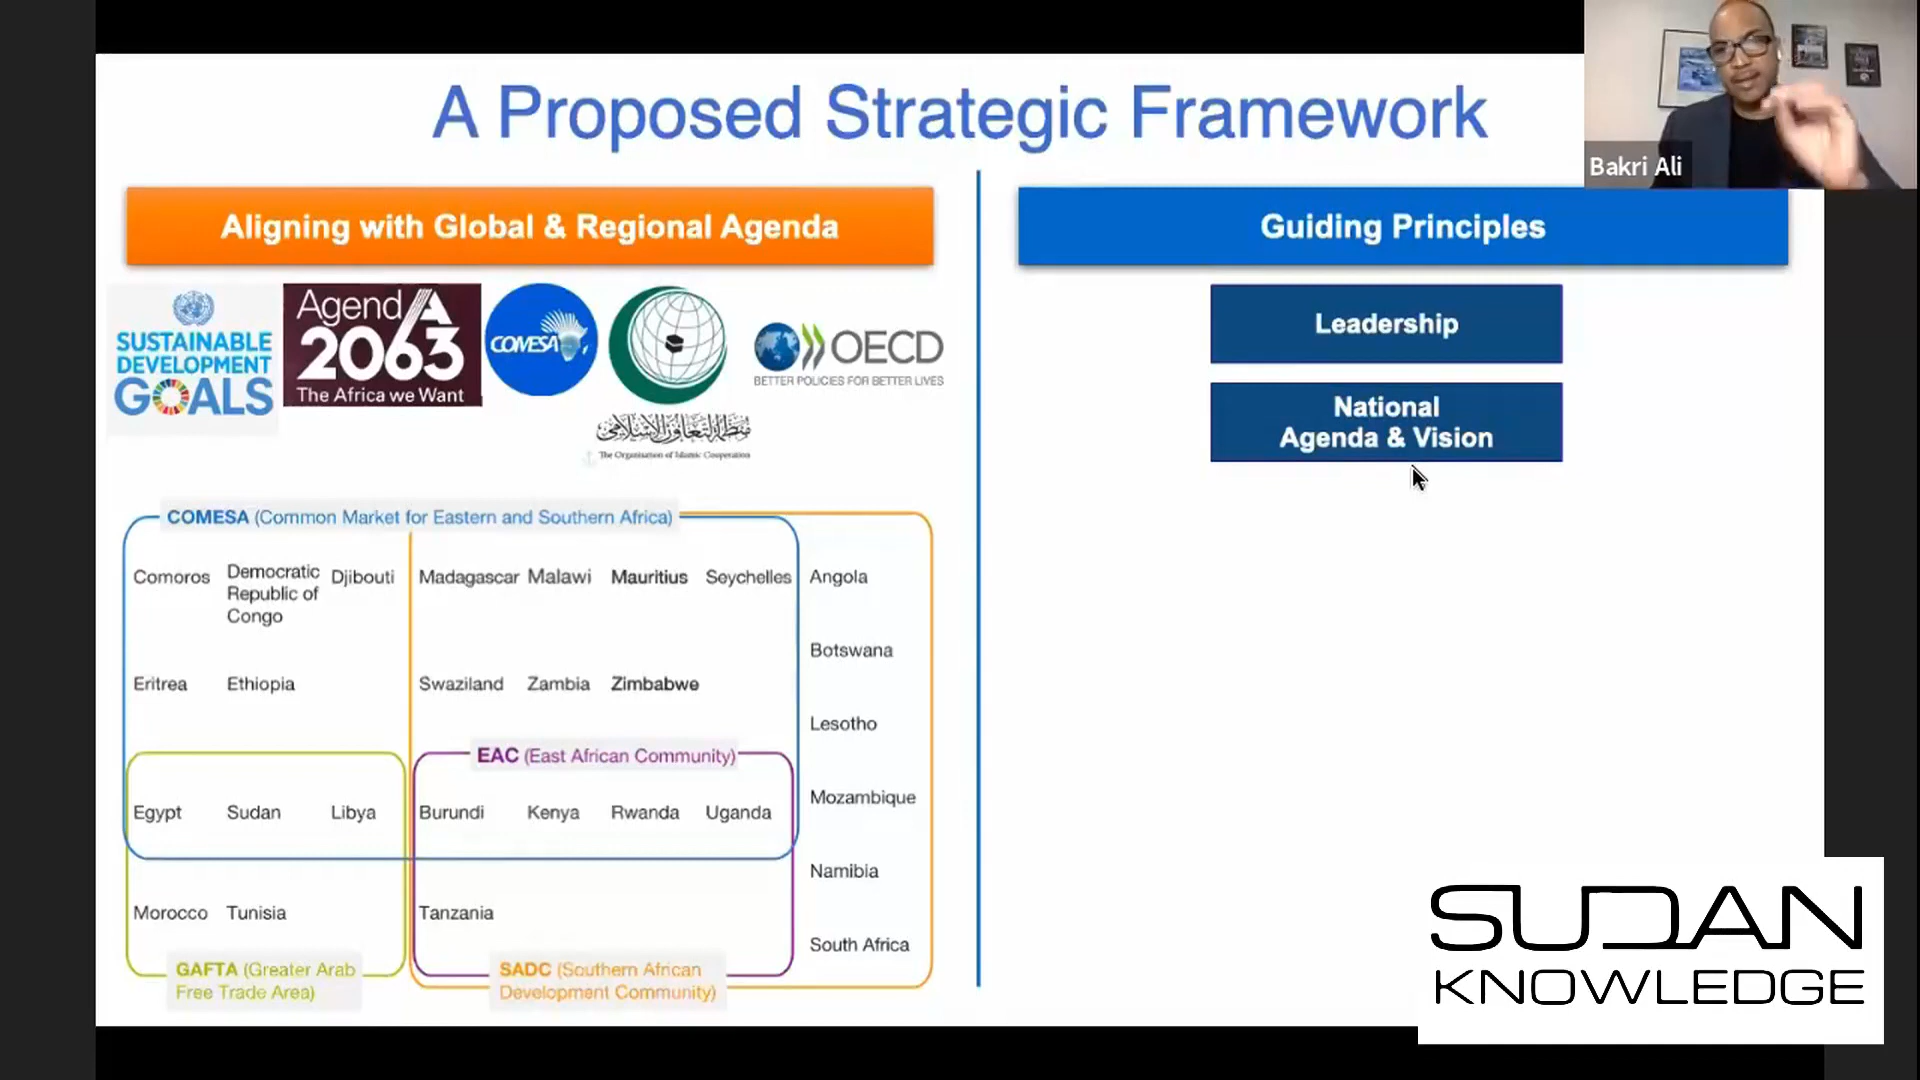 A Proposed Strategic Framework
Bakri Ali
Aligning with Global & Regional Agenda
Guiding Principles
SUSTAINABLE
DEVELOPMENT
GOALS
AgendA
2063
The Africa we Want
COMESA
منظمة التعاون الإسلامي
The Organisation of Islamic Cooperation
OECD
BETTER POLICIES FOR BETTER LIVES
Leadership
National
Agenda & Vision
COMESA (Common Market for Eastern and Southern Africa)
Comoros Democratic Republic of Congo Djibouti Madagascar Malawi Mauritius Seychelles Angola
Botswana
Eritrea Ethiopia Swaziland Zambia Zimbabwe
Lesotho
EAC (East African Community)
Egypt Sudan Libya Burundi Kenya Rwanda Uganda Mozambique
Namibia
Morocco Tunisia Tanzania
South Africa
GAFTA (Greater Arab
Free Trade Area)
SADC (Southern African
Development Community)
SUDAN
KNOWLEDGE